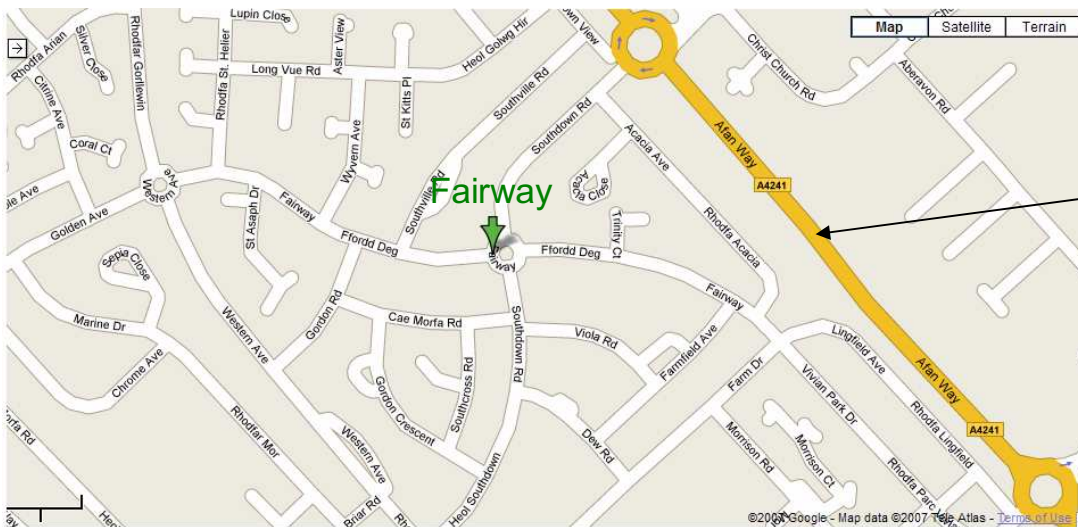 Map Satellite Terrain
Lupin Close
Rhodfa Arian
Silver Close
Rhodfar Gorllewin
Rhodfa St. Helier
Aster View
Heol Golwg Hir
Long Vue Rd
St Kitts Pl
Citrine Ave
Coral Ct
Christ Church Rd
Aberavon Rd
Southville Rd
Southdown Rd
Acacia Ave
Afan Way
A4241
Wyvern Ave
Western Ave
Golden Ave
St Asaph Dr
Fairway
Southville Rd
Fairway
Acacia Close
Trinity Ct
Rhodfa Acacia
Ffordd Deg
Fairway
Ffordd Deg
Fairway
Sepia Close
Marine Dr
Gordon Rd
Western Ave
Cae Morfa Rd
Southdown Rd
Viola Rd
Farmfield Ave
Farm Dr
Lingfield Ave
Afan Way
Chrome Ave
Gordon Crescent
Southcross Rd
Vivian Park Dr
Rhodfa Lingfield
A4241
Rhodfar Mor
Western Ave
Dew Rd
Morrison Rd
Morrison Ct
Briar Rd
Heol Southdown
Rhodfa Parc
©2007 Google - Map data ©2007 Tele Atlas - Terms of Use